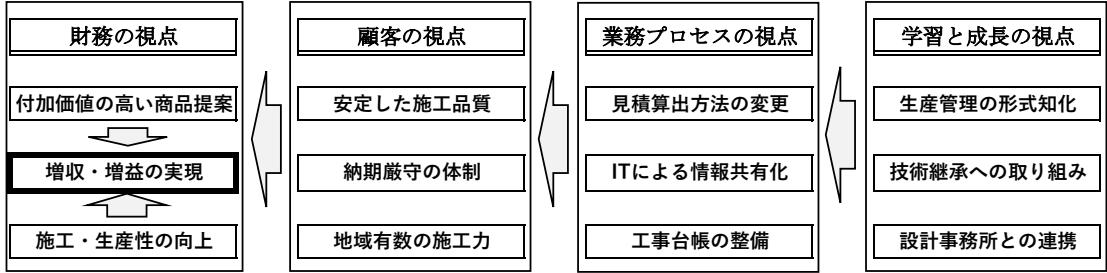 財務の視点
付加価値の高い商品提案
増収・増益の実現
施工・生産性の向上
顧客の視点
安定した施工品質
納期厳守の体制
地域有数の施工力
業務プロセスの視点
見積算出方法の変更
ITによる情報共有化
工事台帳の整備
学習と成長の視点
生産管理の形式知化
技術継承への取り組み
設計事務所との連携